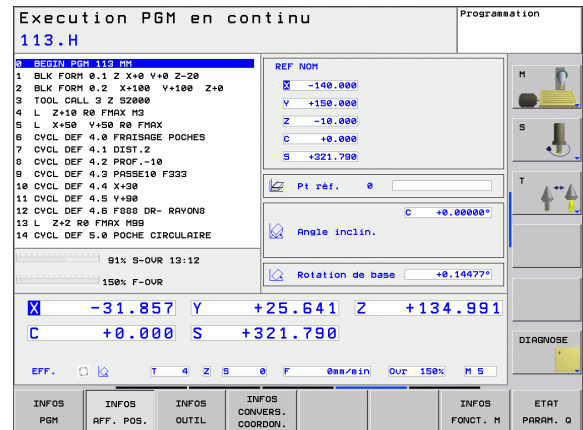 Execution PGM en continu
Programmation
113.H
0 BEGIN PGM 113 MM
1 BLK FORM 0.1 Z X+0 Y+0 Z-20
2 BLK FORM 0.2 X+100 Y+100 Z+0
3 TOOL CALL 3 Z S2000
4 L Z+10 R0 FMAX M3
5 L X+50 Y+50 R0 FMAX
6 CYCL DEF 4.0 FRAISAGE POCHES
7 CYCL DEF 4.1 DIST.2
8 CYCL DEF 4.2 PROF.-10
9 CYCL DEF 4.3 PASSE10 F333
10 CYCL DEF 4.4 X+30
11 CYCL DEF 4.5 Y+90
12 CYCL DEF 4.6 F888 DR- RAYON8
13 L Z+2 R0 FMAX M99
14 CYCL DEF 5.0 POCHE CIRCULAIRE
REF NOM
X -140.000
Y +150.000
Z -10.000
C +0.000
S +321.790
Pt réf. 0
C +0.00000°
Angle inclin.
Rotation de base +0.14477°
91% S-OVR 13:12
150% F-OVR
X -31.857 Y +25.641 Z +134.991
C +0.000 S +321.790
EFF. T 4 Z S 0 F 0mm/min Ovr 150% M 5
M
S
T
DIAGNOSE
INFOS PGM
INFOS AFF. POS.
INFOS OUTIL
INFOS CONVERS. COORDON.
INFOS FONCT. M
ETAT PARAM. Q